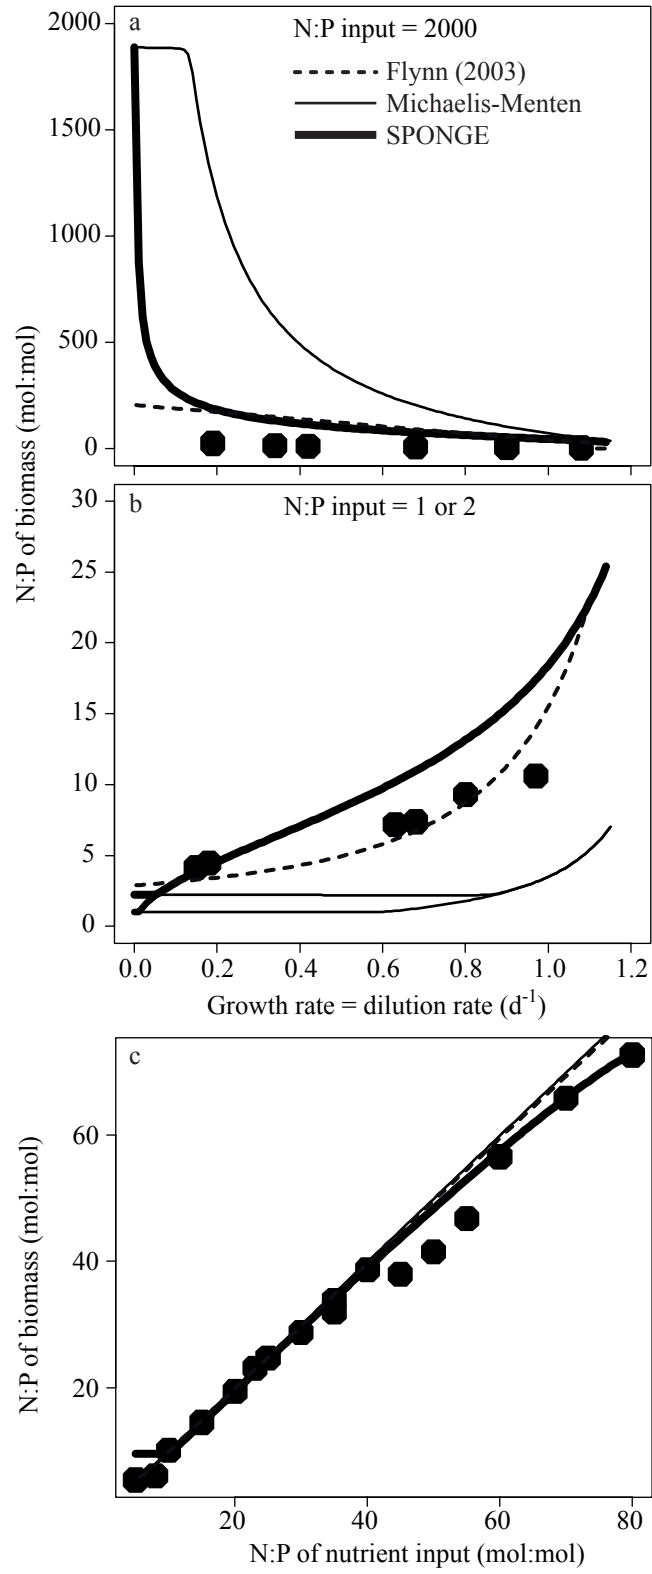 a
N:P input = 2000
Flynn (2003)
Michaelis-Menten
SPONGE
2000
1500
1000
500
0
N:P of biomass (mol:mol)
b
N:P input = 1 or 2
30
25
20
15
10
5
0
0.0 0.2 0.4 0.6 0.8 1.0 1.2
Growth rate = dilution rate (d-1)
c
60
40
20
N:P of biomass (mol:mol)
20 40 60 80
N:P of nutrient input (mol:mol)